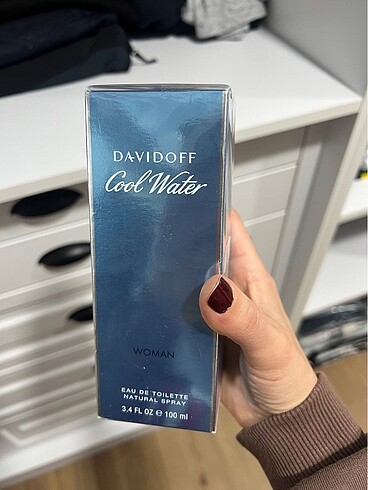 DAVIDOFF
Cool Water
WOMAN
EAU DE TOILETTE
NATURAL SPRAY
3.4 FL OZ ℮ 100 ml